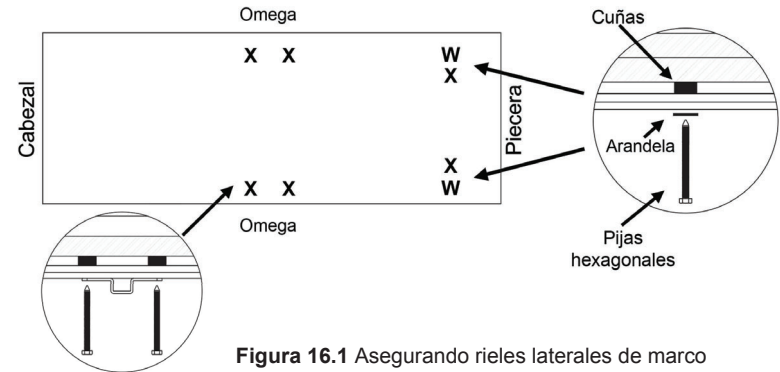 Omega
Cuñas
X X
W
X
Cabezal
Piecera
Arandela
X
X X
W
Omega
Pijas
hexagonales
Figura 16.1 Asegurando rieles laterales de marco